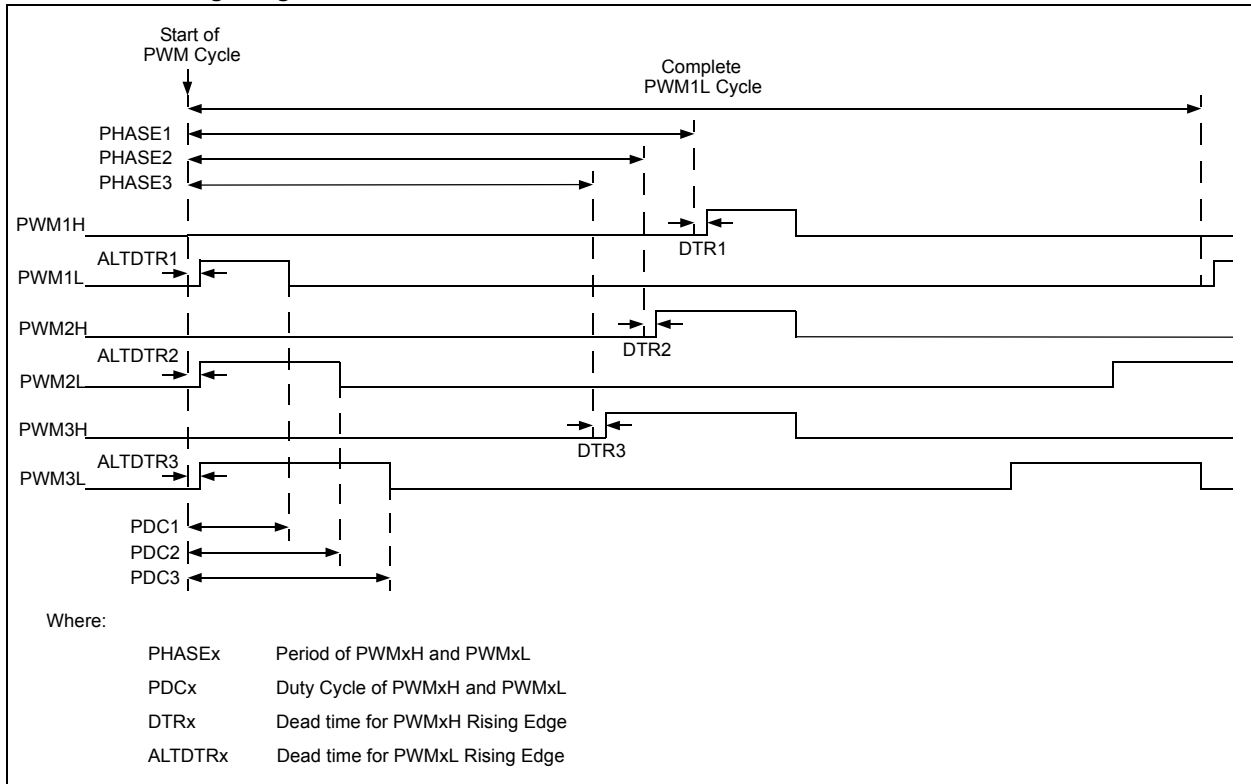 Start of
PWM Cycle
Complete
PWM1L Cycle
PHASE1
PHASE2
PHASE3
PWM1H
DTR1
ALTDTR1
PWM1L
PWM2H
DTR2
ALTDTR2
PWM2L
PWM3H
DTR3
ALTDTR3
PWM3L
PDC1
PDC2
PDC3
Where:
PHASEx Period of PWMxH and PWMxL
PDCx Duty Cycle of PWMxH and PWMxL
DTRx Dead time for PWMxH Rising Edge
ALTDTRx Dead time for PWMxL Rising Edge